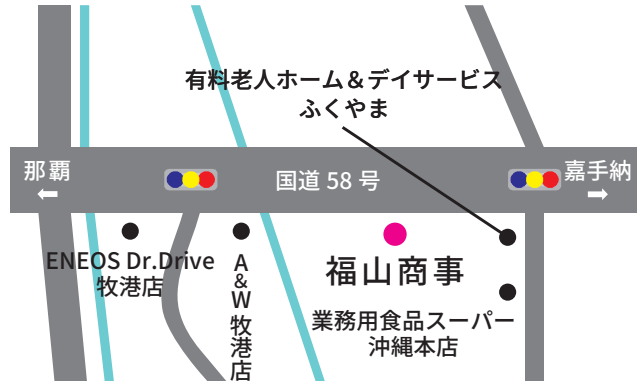 有料老人ホーム＆デイサービス
ふくやま
那覇
←
国道 58 号
嘉手納
→
ENEOS Dr.Drive
牧港店
A&W 牧港店
福山商事
業務用食品スーパー
沖縄本店